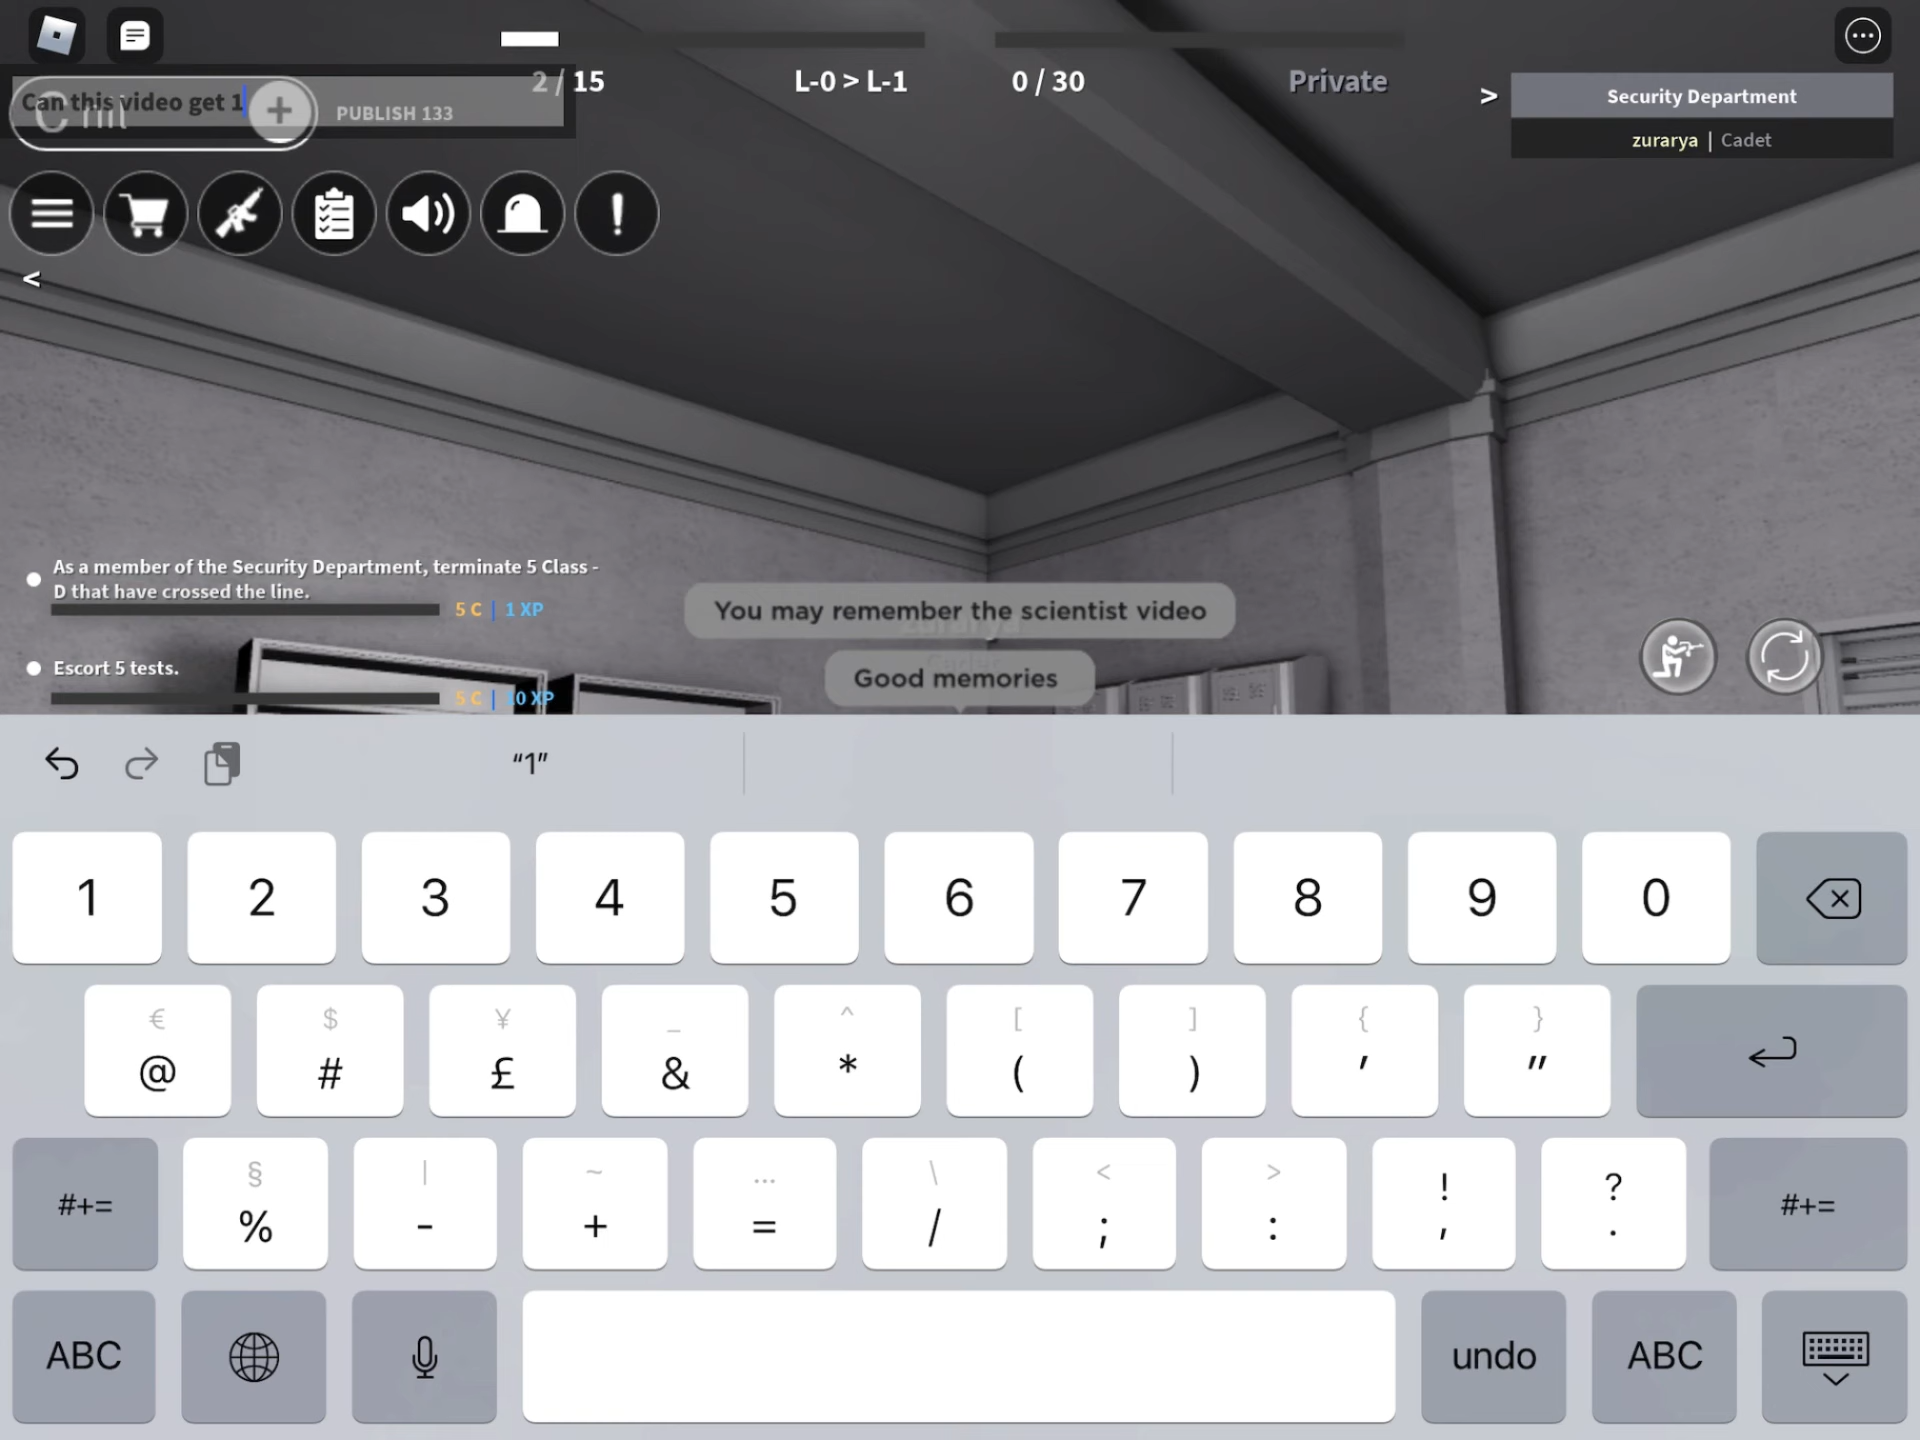 2 / 15
L-0 > L-1
0 / 30
Private
>
Security Department
zurarya | Cadet
Can this video get 1
PUBLISH 133
<
As a member of the Security Department, terminate 5 Class -
D that have crossed the line.
5 C | 1 XP
Escort 5 tests.
5 C | 10 XP
You may remember the scientist video
Good memories
“1”
1 2 3 4 5 6 7 8 9 0
€ $ ¥ _ ^ [ ] { }
@ # £ & * ( ) ' "
§ | ~ … \ < > ! ?
#+= % - + = / ; : , . #+=
ABC undo ABC